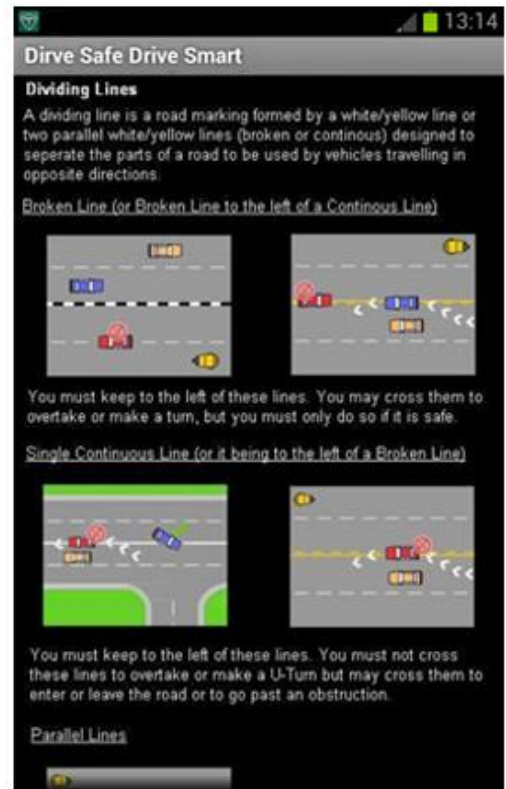 13:14
Dirve Safe Drive Smart
Dividing Lines
A dividing line is a road marking formed by a white/yellow line or
two parallel white/yellow lines (broken or continous) designed to
seperate the parts of a road to be used by vehicles travelling in
opposite directions.
Broken Line (or Broken Line to the left of a Continous Line)
You must keep to the left of these lines. You may cross them to
overtake or make a turn, but you must only do so if it is safe.
Single Continuous Line (or it being to the left of a Broken Line)
You must keep to the left of these lines. You must not cross
these lines to overtake or make a U-Turn but may cross them to
enter or leave the road or to go past an obstruction.
Parallel Lines